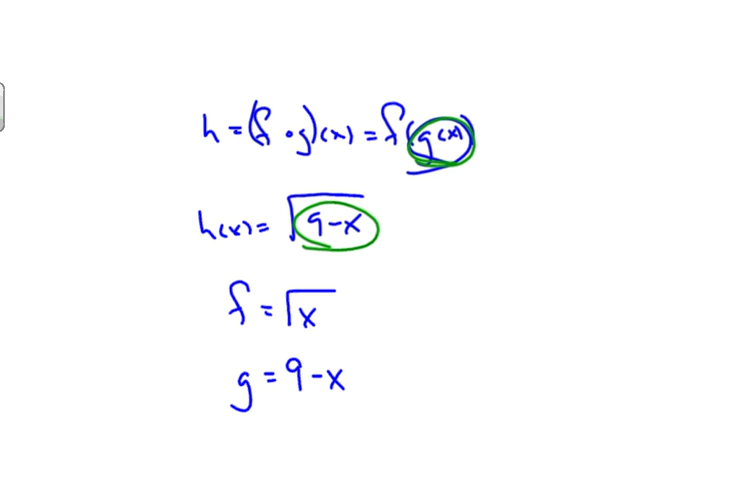 h = (f ∘ g)(x) = f(g(x))
h(x) = √(9-x)
f = √x
g = 9-x